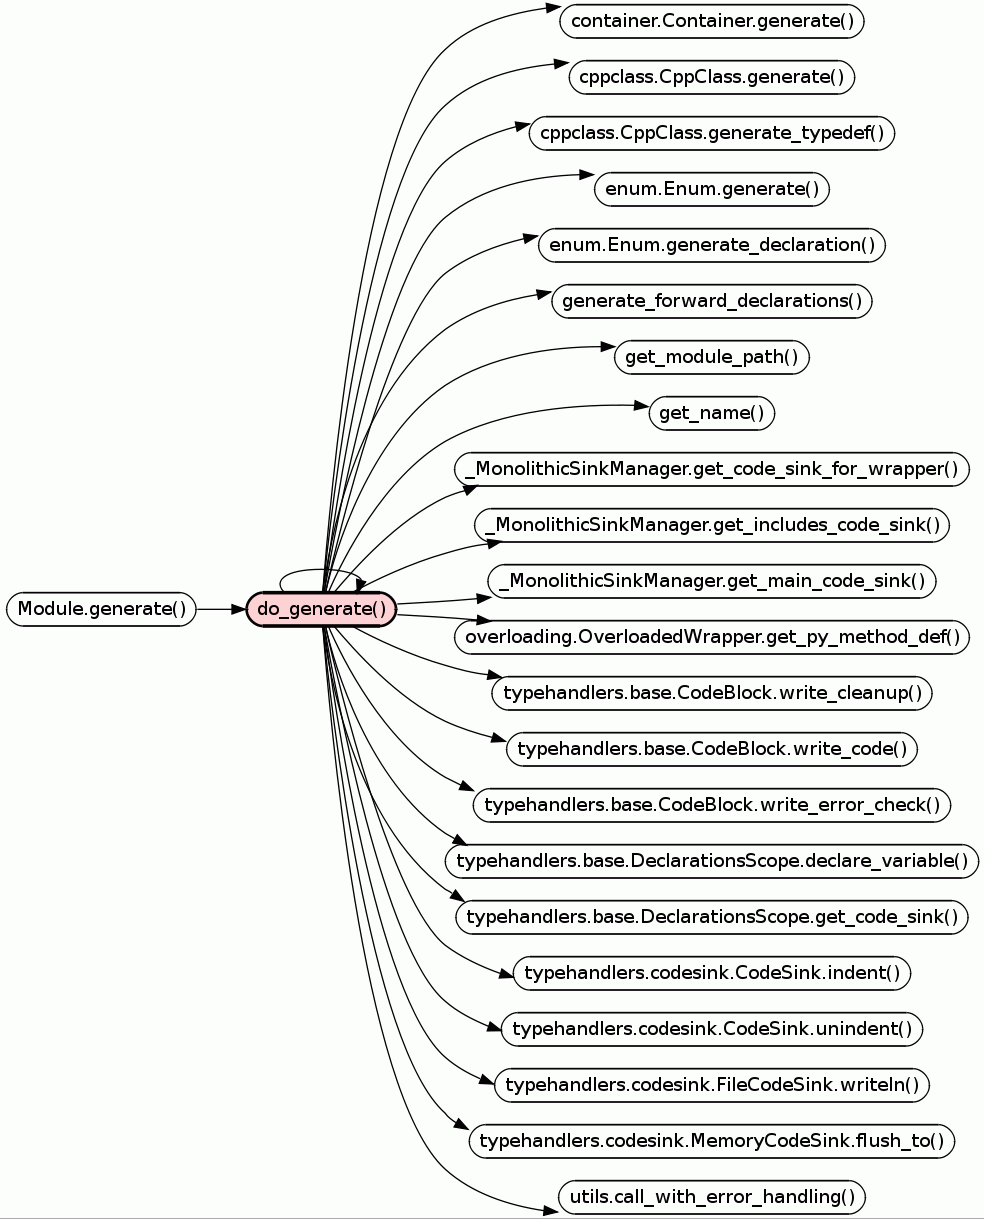 container.Container.generate()
cppclass.CppClass.generate()
cppclass.CppClass.generate_typedef()
enum.Enum.generate()
enum.Enum.generate_declaration()
generate_forward_declarations()
get_module_path()
get_name()
_MonolithicSinkManager.get_code_sink_for_wrapper()
_MonolithicSinkManager.get_includes_code_sink()
_MonolithicSinkManager.get_main_code_sink()
Module.generate()
do_generate()
overloading.OverloadedWrapper.get_py_method_def()
typehandlers.base.CodeBlock.write_cleanup()
typehandlers.base.CodeBlock.write_code()
typehandlers.base.CodeBlock.write_error_check()
typehandlers.base.DeclarationsScope.declare_variable()
typehandlers.base.DeclarationsScope.get_code_sink()
typehandlers.codesink.CodeSink.indent()
typehandlers.codesink.CodeSink.unindent()
typehandlers.codesink.FileCodeSink.writeln()
typehandlers.codesink.MemoryCodeSink.flush_to()
utils.call_with_error_handling()